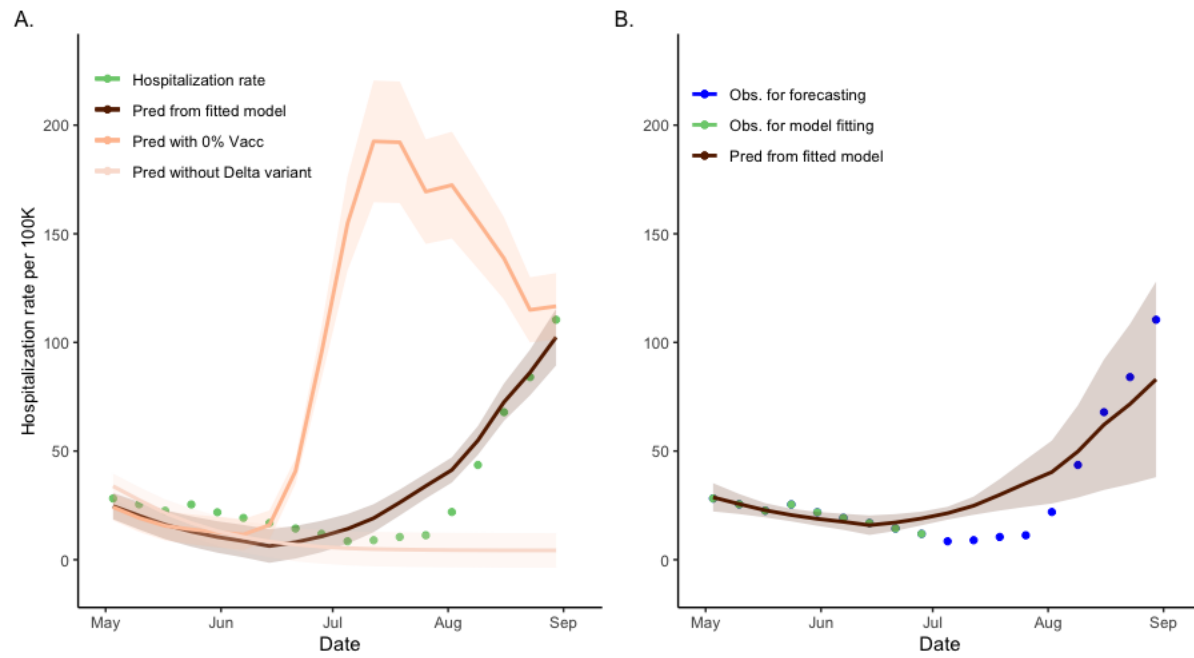 A.
Hospitalization rate
Pred from fitted model
Pred with 0% Vacc
Pred without Delta variant
200
150
100
50
0
Hospitalization rate per 100K
May
Jun
Jul
Aug
Sep
Date
B.
Obs. for forecasting
Obs. for model fitting
Pred from fitted model
200
150
100
50
0
May
Jun
Jul
Aug
Sep
Date